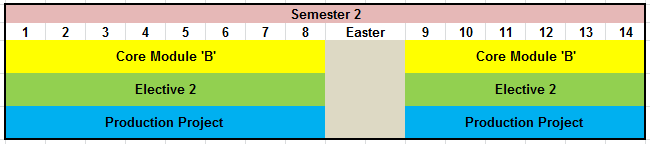 Semester 2
1 2 3 4 5 6 7 8 Easter 9 10 11 12 13 14
Core Module 'B' Core Module 'B'
Elective 2 Elective 2
Production Project Production Project